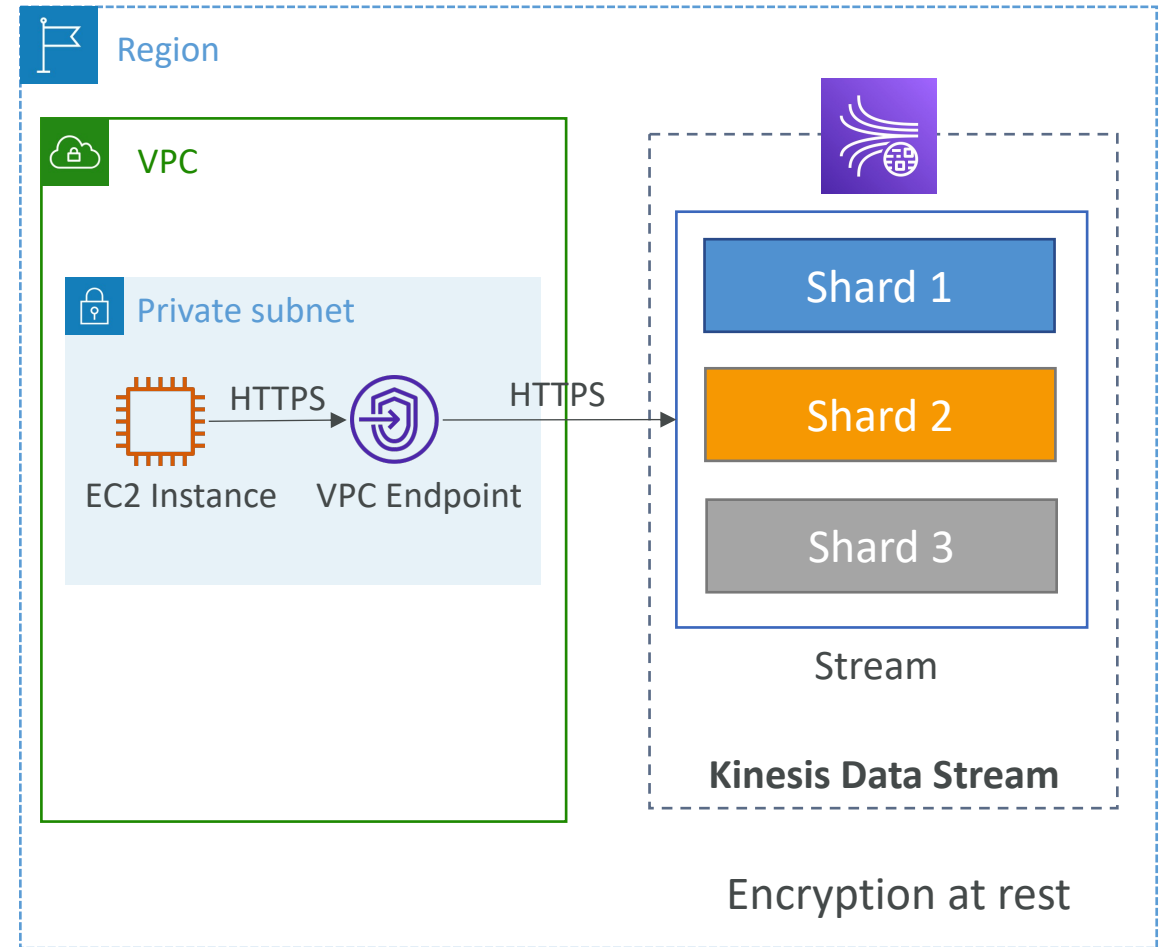 Region
VPC
Private subnet
HTTPS
HTTPS
EC2 Instance
VPC Endpoint
Shard 1
Shard 2
Shard 3
Stream
Kinesis Data Stream
Encryption at rest